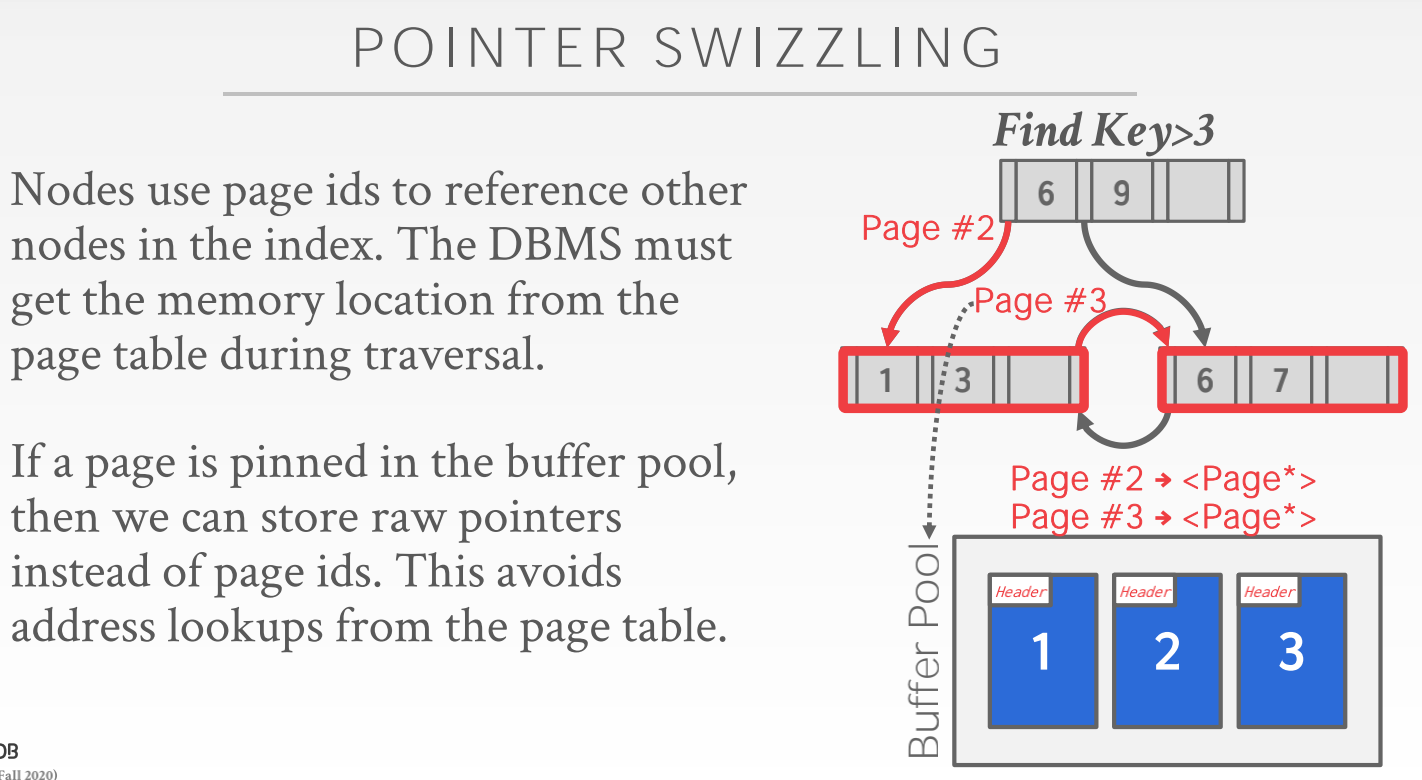 POINTER SWIZZLING
Nodes use page ids to reference other
nodes in the index. The DBMS must
get the memory location from the
page table during traversal.
If a page is pinned in the buffer pool,
then we can store raw pointers
instead of page ids. This avoids
address lookups from the page table.
Find Key>3
6 9
Page #2
Page #3
1 3
6 7
Page #2 → <Page*>
Page #3 → <Page*>
Buffer Pool
Header Header Header
1 2 3
DB
Fall 2020)